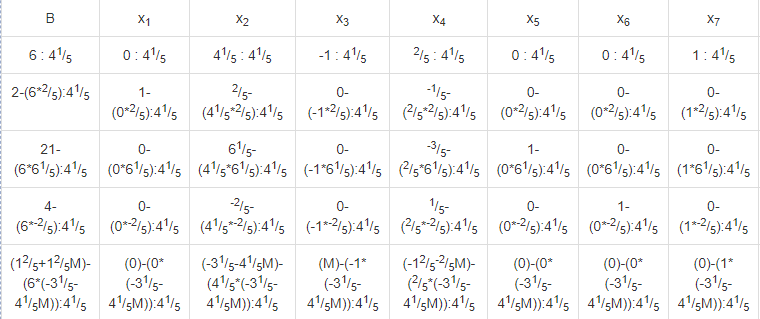 B x₁ x₂ x₃ x₄ x₅ x₆ x₇
6 : 4¹/₅ 0 : 4¹/₅ 4¹/₅ : 4¹/₅ -1 : 4¹/₅ ²/₅ : 4¹/₅ 0 : 4¹/₅ 0 : 4¹/₅ 1 : 4¹/₅
2-(6*²/₅):4¹/₅ 1-(0*²/₅):4¹/₅ ²/₅-(4¹/₅*²/₅):4¹/₅ 0-(-1*²/₅):4¹/₅ -¹/₅-(²/₅*²/₅):4¹/₅ 0-(0*²/₅):4¹/₅ 0-(0*²/₅):4¹/₅ 0-(1*²/₅):4¹/₅
21-(6*6¹/₅):4¹/₅ 0-(0*6¹/₅):4¹/₅ 6¹/₅-(4¹/₅*6¹/₅):4¹/₅ 0-(-1*6¹/₅):4¹/₅ -³/₅-(²/₅*6¹/₅):4¹/₅ 1-(0*6¹/₅):4¹/₅ 0-(0*6¹/₅):4¹/₅ 0-(1*6¹/₅):4¹/₅
4-(6*-²/₅):4¹/₅ 0-(0*-²/₅):4¹/₅ -²/₅-(4¹/₅*-²/₅):4¹/₅ 0-(-1*-²/₅):4¹/₅ ¹/₅-(²/₅*-²/₅):4¹/₅ 0-(0*-²/₅):4¹/₅ 1-(0*-²/₅):4¹/₅ 0-(1*-²/₅):4¹/₅
(1²/₅+1²/₅M)-(6*(-3¹/₅-4¹/₅M)):4¹/₅ (0)-(0*(-3¹/₅-4¹/₅M)):4¹/₅ (-3¹/₅-4¹/₅M)-(4¹/₅*(-3¹/₅-4¹/₅M)):4¹/₅ (M)-(-1*(-3¹/₅-4¹/₅M)):4¹/₅ (-1²/₅-²/₅M)-(²/₅*(-3¹/₅-4¹/₅M)):4¹/₅ (0)-(0*(-3¹/₅-4¹/₅M)):4¹/₅ (0)-(0*(-3¹/₅-4¹/₅M)):4¹/₅ (0)-(1*(-3¹/₅-4¹/₅M)):4¹/₅